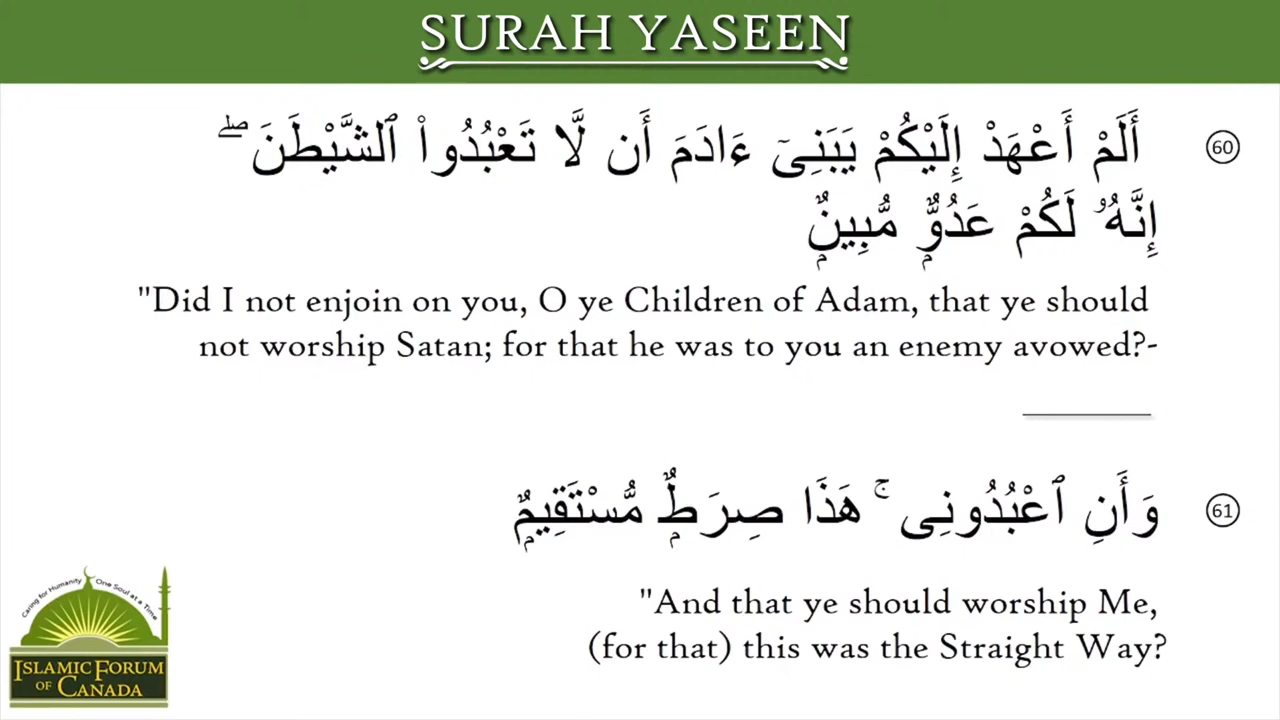 SURAH YASEEN
أَلَمْ أَعْهَدْ إِلَيْكُمْ يَبَنِىٓ ءَادَمَ أَن لَّا تَعْبُدُوا۟ ٱلشَّيْطَنَ ۖ
60
إِنَّهُۥ لَكُمْ عَدُوٌّۭ مُّبِينٌۭ
"Did I not enjoin on you, O ye Children of Adam, that ye should
not worship Satan; for that he was to you an enemy avowed?-
وَأَنِ ٱعْبُدُونِى ۚ هَذَا صِرَطٌۭ مُّسْتَقِيمٌۭ
61
"And that ye should worship Me,
(for that) this was the Straight Way?
Caring for Humanity One Soul at a Time
ISLAMIC FORUM
OF CANADA